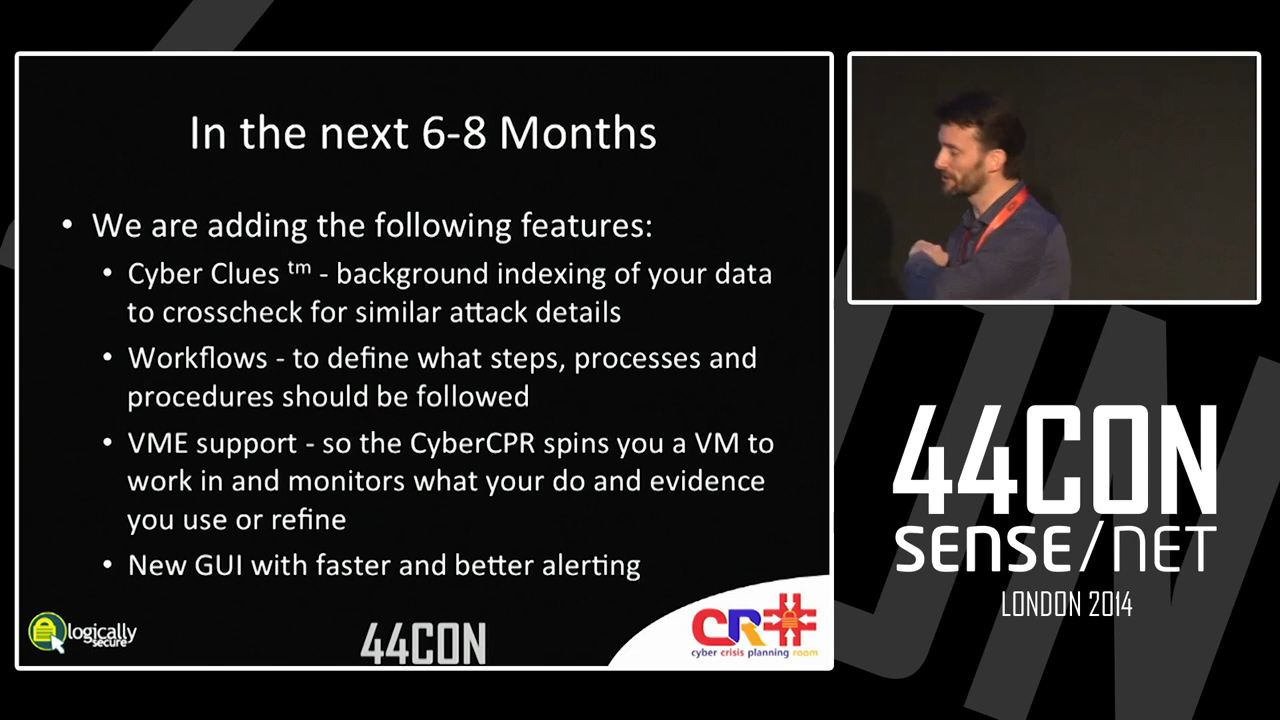 In the next 6-8 Months
• We are adding the following features:
• Cyber Clues ™ - background indexing of your data
to crosscheck for similar attack details
• Workflows - to define what steps, processes and
procedures should be followed
• VME support - so the CyberCPR spins you a VM to
work in and monitors what your do and evidence
you use or refine
• New GUI with faster and better alerting
logically
secure
44CON
CR
cyber crisis planning room
44CON
SENSE/NET
LONDON 2014